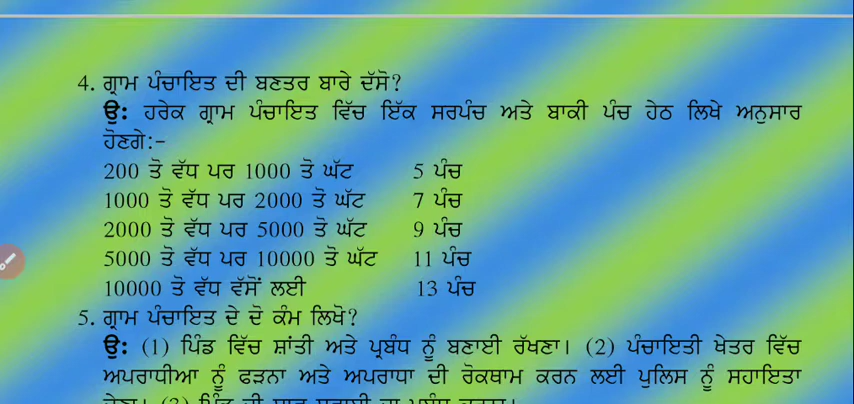 4. ਗ੍ਰਾਮ ਪੰਚਾਇਤ ਦੀ ਬਣਤਰ ਬਾਰੇ ਦੱਸੋ?
ਉ: ਹਰੇਕ ਗ੍ਰਾਮ ਪੰਚਾਇਤ ਵਿੱਚ ਇੱਕ ਸਰਪੰਚ ਅਤੇ ਬਾਕੀ ਪੰਚ ਹੇਠ ਲਿਖੇ ਅਨੁਸਾਰ
ਹੋਣਗੇ:-
200 ਤੋ ਵੱਧ ਪਰ 1000 ਤੋ ਘੱਟ 5 ਪੰਚ
1000 ਤੋ ਵੱਧ ਪਰ 2000 ਤੋ ਘੱਟ 7 ਪੰਚ
2000 ਤੋ ਵੱਧ ਪਰ 5000 ਤੋ ਘੱਟ 9 ਪੰਚ
5000 ਤੋ ਵੱਧ ਪਰ 10000 ਤੋ ਘੱਟ 11 ਪੰਚ
10000 ਤੋ ਵੱਧ ਵੱਸੋਂ ਲਈ 13 ਪੰਚ
5. ਗ੍ਰਾਮ ਪੰਚਾਇਤ ਦੇ ਦੋ ਕੰਮ ਲਿਖੋ?
ਉ: (1) ਪਿੰਡ ਵਿੱਚ ਸ਼ਾਂਤੀ ਅਤੇ ਪ੍ਰਬੰਧ ਨੂੰ ਬਣਾਈ ਰੱਖਣਾ। (2) ਪੰਚਾਇਤੀ ਖੇਤਰ ਵਿੱਚ
ਅਪਰਾਧੀਆ ਨੂੰ ਫੜਨਾ ਅਤੇ ਅਪਰਾਧਾ ਦੀ ਰੋਕਥਾਮ ਕਰਨ ਲਈ ਪੁਲਿਸ ਨੂੰ ਸਹਾਇਤਾ